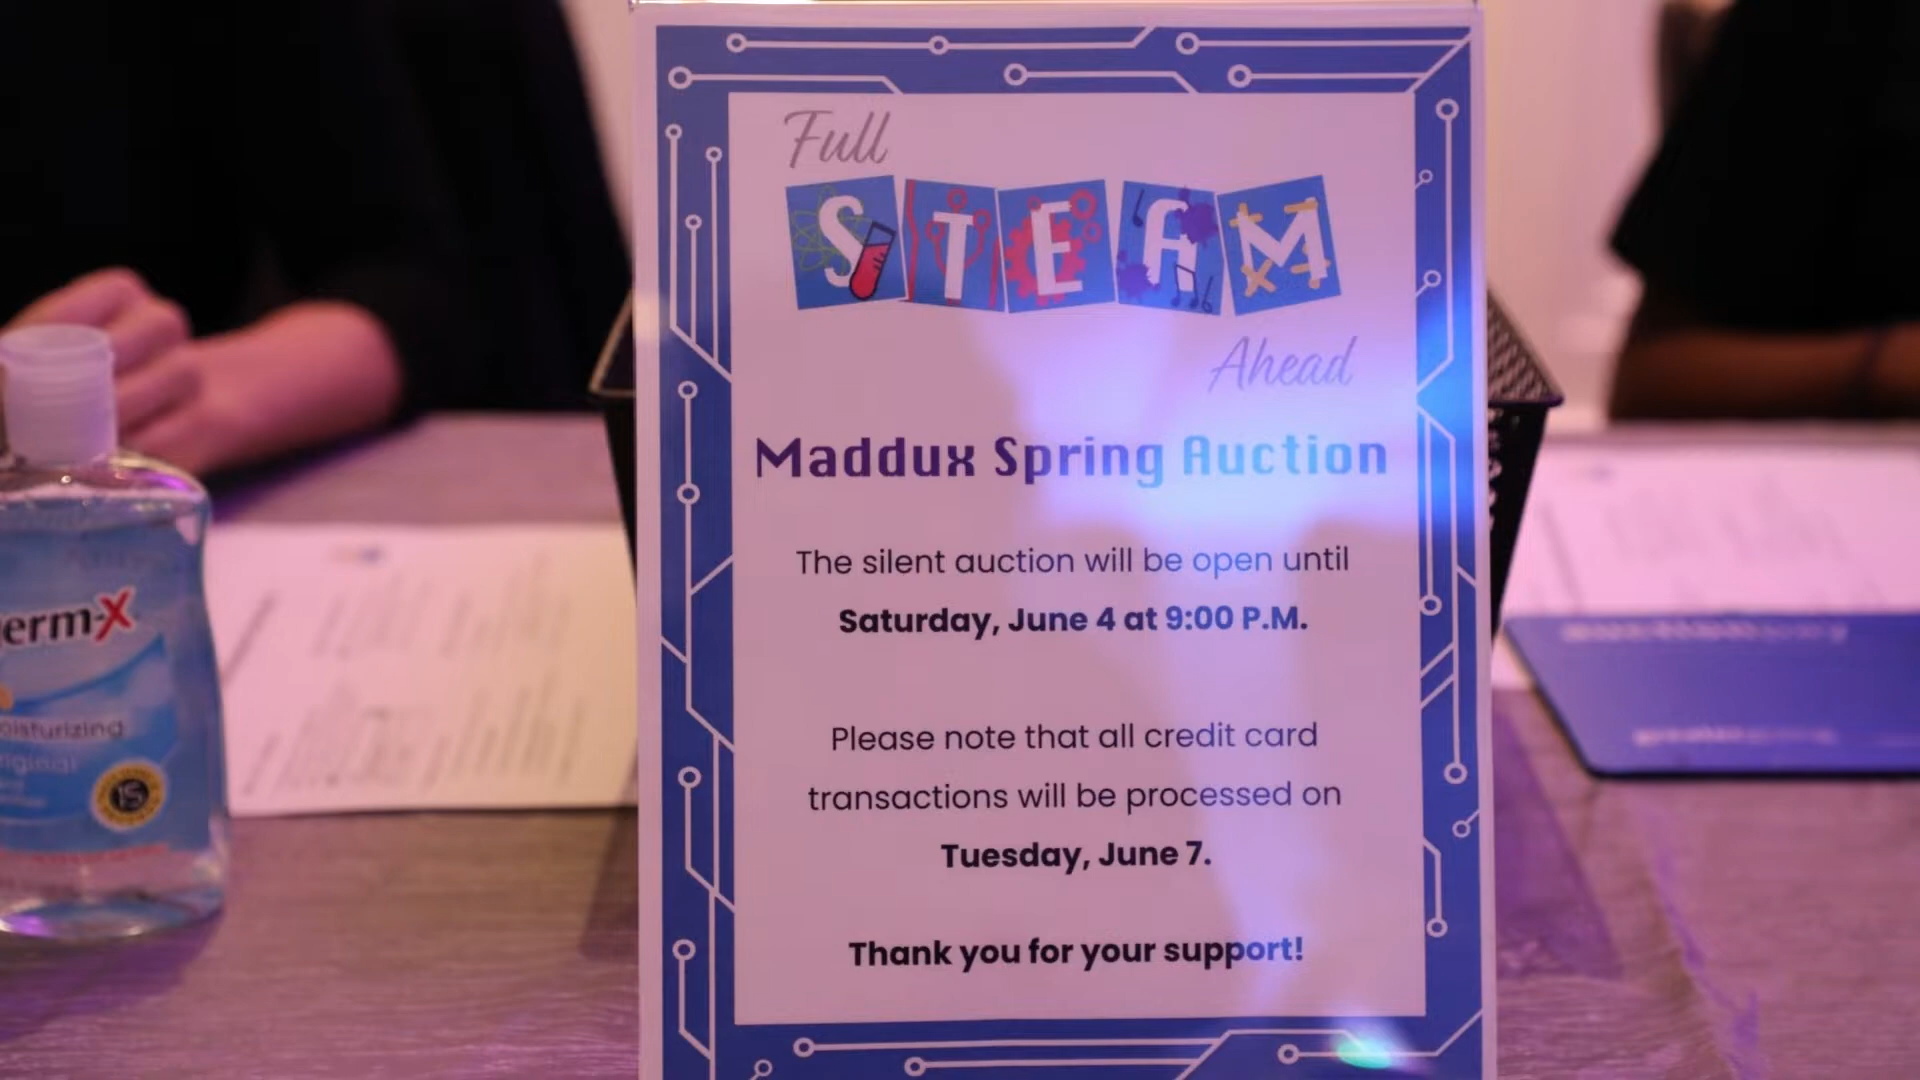 Full
STEAM
Ahead
Maddux Spring Auction
The silent auction will be open until
Saturday, June 4 at 9:00 P.M.
Please note that all credit card
transactions will be processed on
Tuesday, June 7.
Thank you for your support!
erm-X
oisturizing
riginal
15